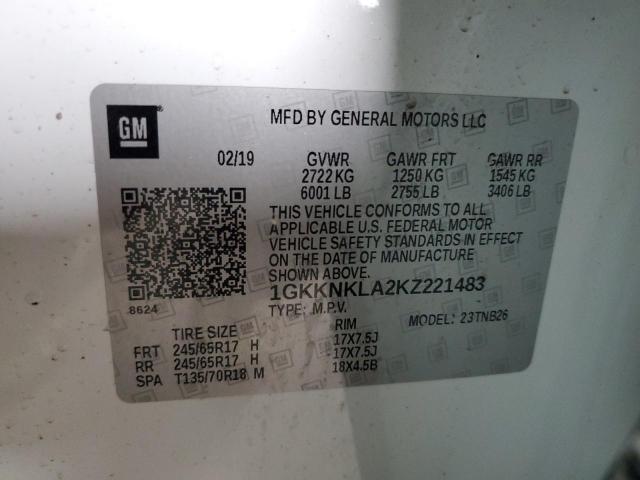 GM
MFD BY GENERAL MOTORS LLC
02/19 GVWR GAWR FRT GAWR RR
2722 KG 1250 KG 1545 KG
6001 LB 2755 LB 3406 LB
THIS VEHICLE CONFORMS TO ALL
APPLICABLE U.S. FEDERAL MOTOR
VEHICLE SAFETY STANDARDS IN EFFECT
ON THE DATE OF MANUFACTURE
SHOWN ABOVE.
8624
1GKKNKLA2KZ221483
TYPE: M.P.V. MODEL: 23TNB26
TIRE SIZE RIM
FRT 245/65R17 H 17X7.5J
RR 245/65R17 H 17X7.5J
SPA T135/70R18 M 18X4.5B